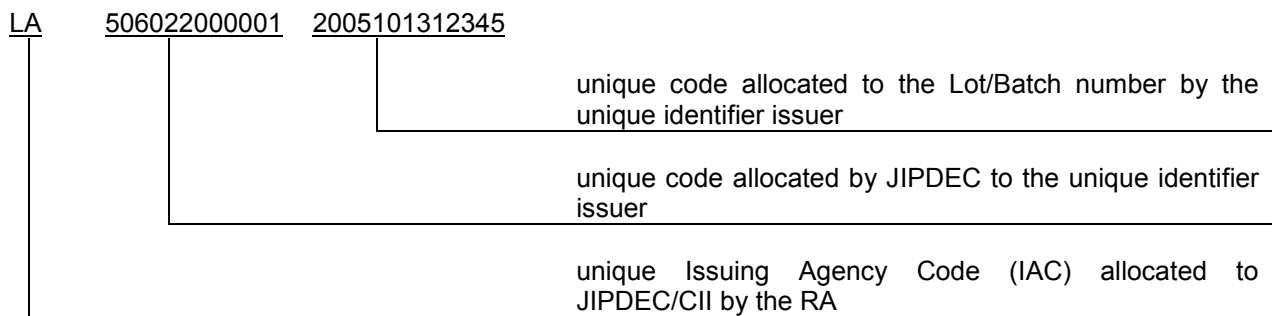 LA 506022000001 2005101312345
unique code allocated to the Lot/Batch number by the
unique identifier issuer
unique code allocated by JIPDEC to the unique identifier
issuer
unique Issuing Agency Code (IAC) allocated to
JIPDEC/CII by the RA